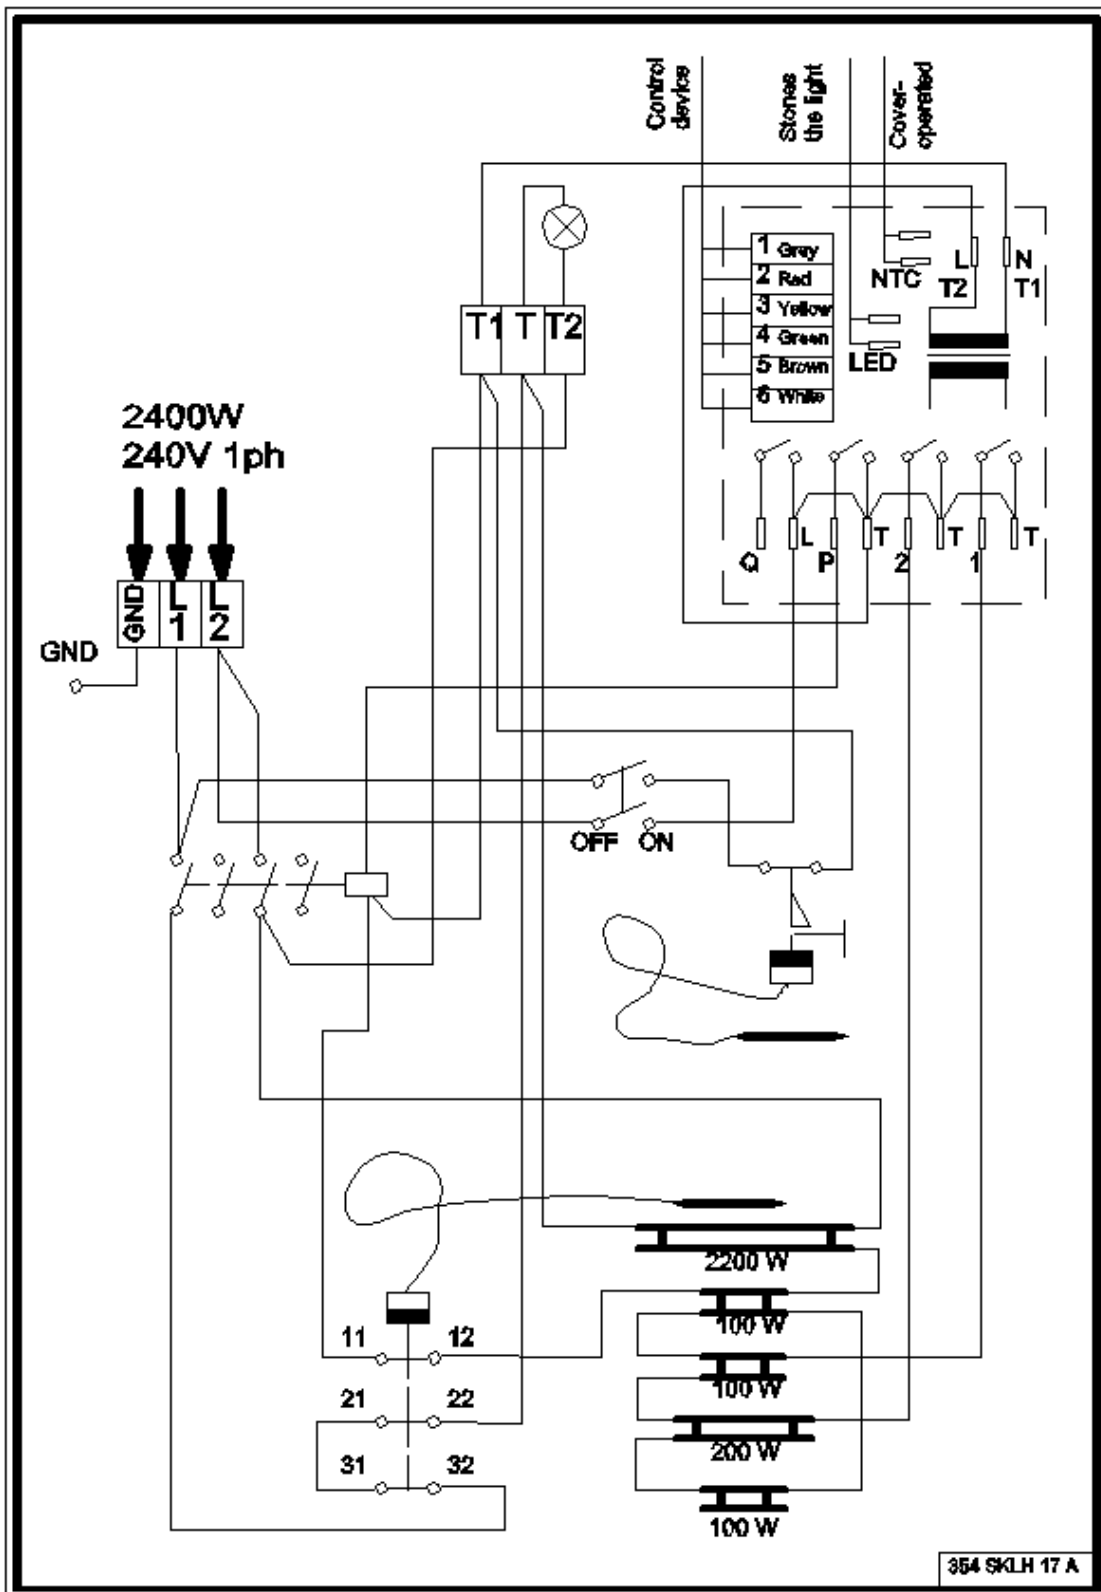 Control
device
Stones
the light
Cover-
operated
1 Grey
2 Red
3 Yellow
4 Green
5 Brown
6 White
NTC
L
T2
N
T1
LED
T1 T T2
2400W
240V 1ph
GND
L
1
L
2
GND
Q L P T 2 T 1 T
OFF ON
2200 W
100 W
100 W
200 W
100 W
11 12
21 22
31 32
354 SKLH 17 A